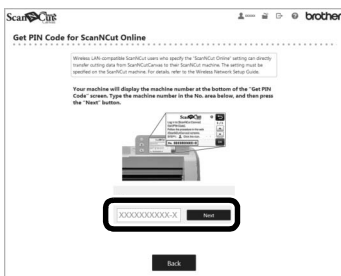 ScanNCut
brother
Get PIN Code for ScanNCut Online
Wireless LAN-compatible ScanNCut users who specify the "ScanNCut Online" setting can directly
transfer cutting data from ScanNCutCanvas to their ScanNCut machine. The setting must be
specified on the ScanNCut machine. For details, refer to the Wireless Network Setup Guide.
Your machine will display the machine number at the bottom of the "Get PIN
Code" screen. Type the machine number in the No. area below, and then press
the "Next" button.
ScanNCut
XXXXXXXXXX-X
Next
Back